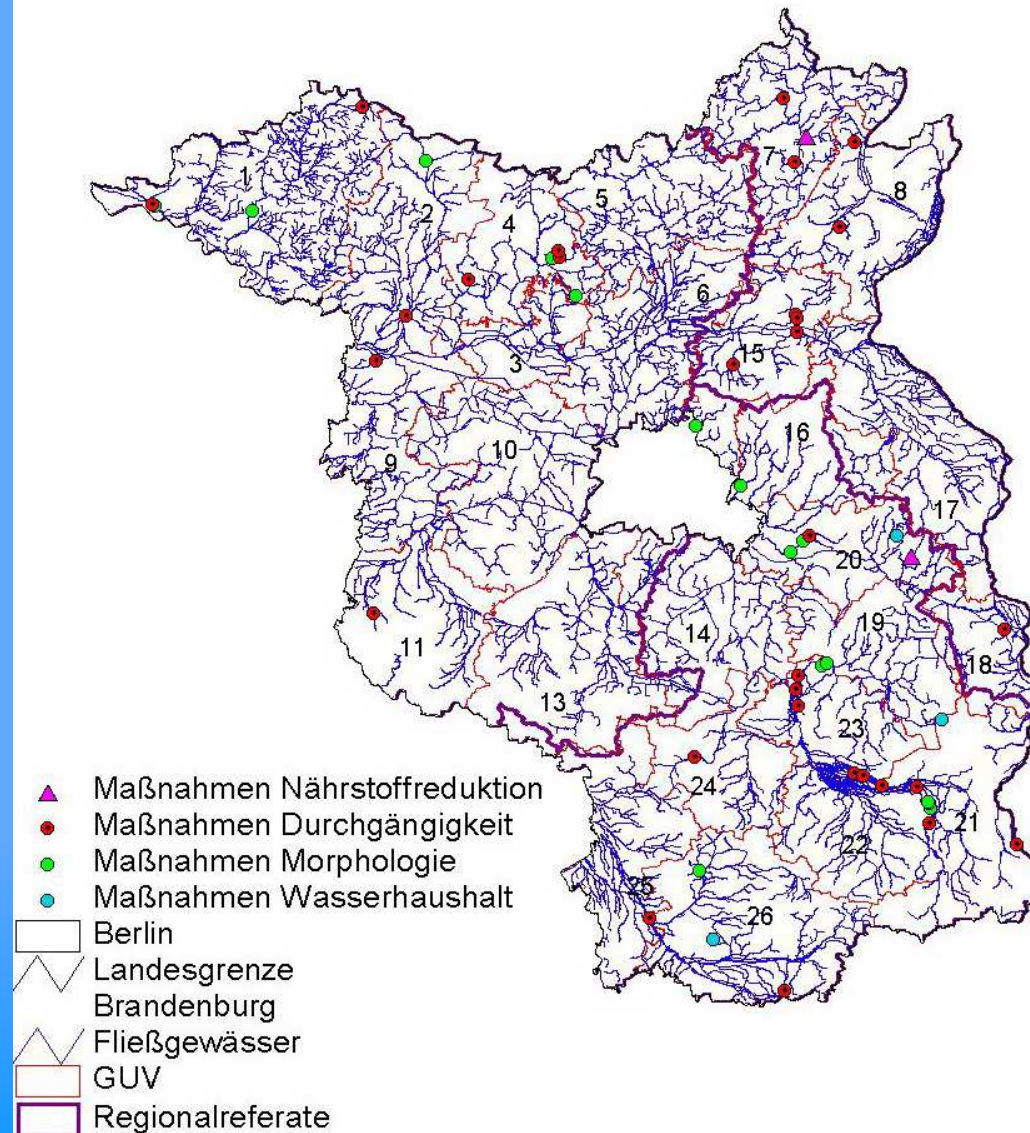 7
8
1
5
2
4
6
15
3
16
10
9
17
20
19
14
11
18
13
23
24
21
22
25
26
Maßnahmen Nährstoffreduktion
Maßnahmen Durchgängigkeit
Maßnahmen Morphologie
Maßnahmen Wasserhaushalt
Berlin
Landesgrenze
Brandenburg
Fließgewässer
GUV
Regionalreferate